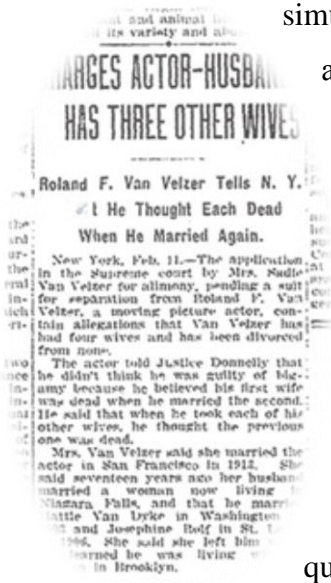 simu
a
and animal
its variety and
ARGES ACTOR-HUSBA
HAS THREE OTHER WIVES
Roland F. Van Velzer Tells N. Y.
t He Thought Each Dead
When He Married Again.
New York, Feb. 11.—The application
in the Supreme court by Mrs. Sadie
Van Velzer for alimony, pending a suit
for separation from Roland F. Van
Velzer, a moving picture actor, con-
tain allegations that Van Velzer has
had four wives and has been divorced
from none.
The actor told Justice Donnelly that
he didn't think he was guilty of big-
amy because he believed his first wife
was dead when he married the second.
He said that when he took each of his
other wives, he thought the previous
one was dead.
Mrs. Van Velzer said she married the
actor in San Francisco in 1912. She
said seventeen years ago her husband
married a woman now living
Niagara Falls, and that he marri
attie Van Dyke in Washington
and Josephine Rolf in St. L
1906. She said she left him
earned he was living w
in Brooklyn.
qu